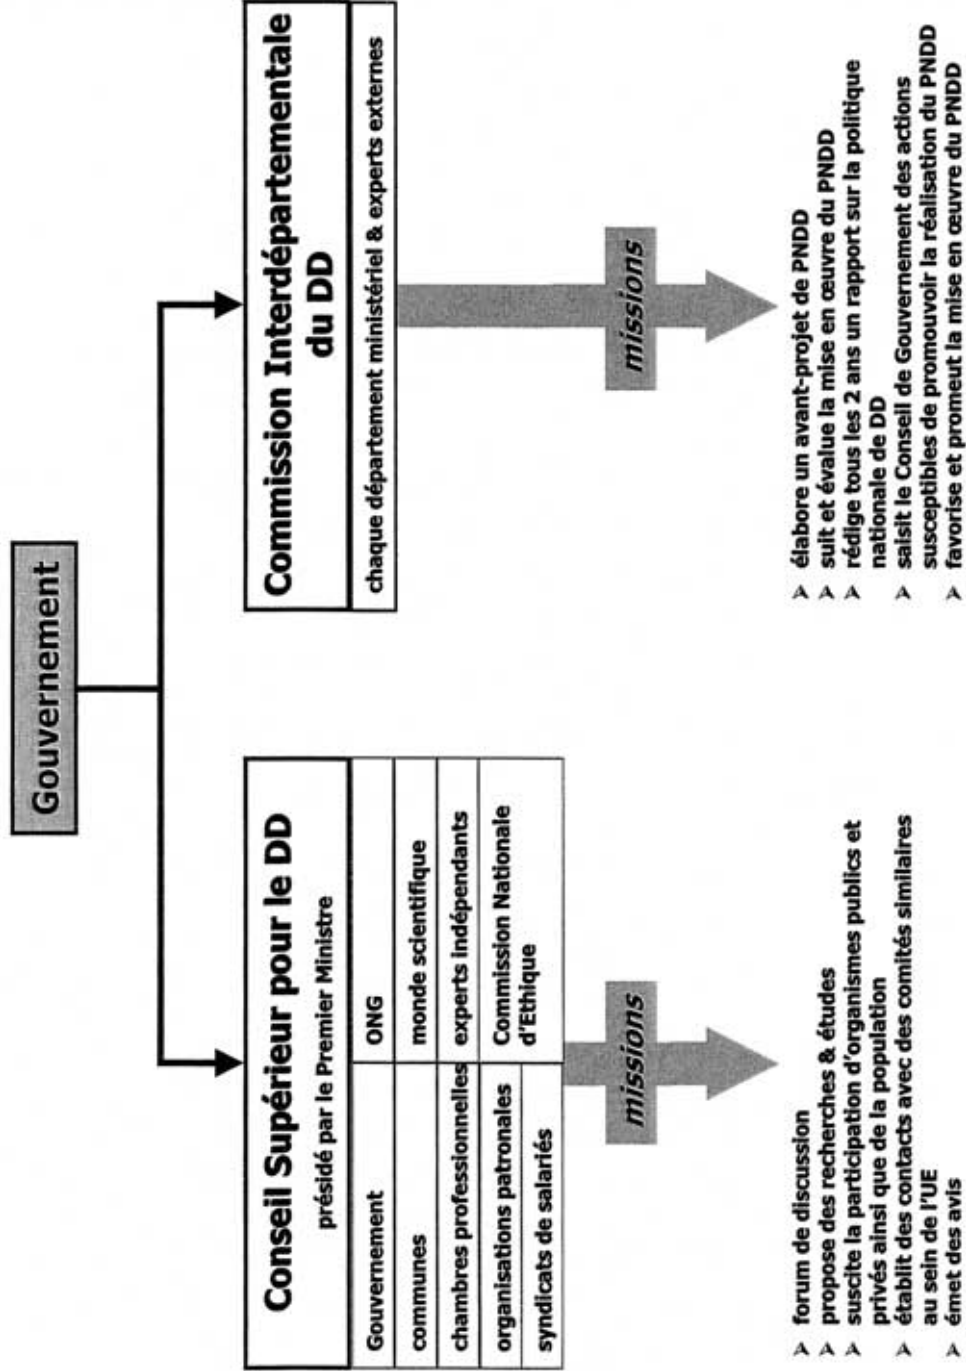 Gouvernement
Conseil Supérieur pour le DD
présidé par le Premier Ministre
Gouvernement
ONG
communes
monde scientifique
chambres professionnelles
experts indépendants
organisations patronales
Commission Nationale
d'Ethique
syndicats de salariés
missions
➢ forum de discussion
➢ propose des recherches & études
➢ suscite la participation d'organismes publics et
privés ainsi que de la population
➢ établit des contacts avec des comités similaires
au sein de l'UE
➢ émet des avis
Commission Interdépartementale
du DD
chaque département ministériel & experts externes
missions
➢ élabore un avant-projet de PNDD
➢ suit et évalue la mise en œuvre du PNDD
➢ rédige tous les 2 ans un rapport sur la politique
nationale de DD
➢ saisit le Conseil de Gouvernement des actions
susceptibles de promouvoir la réalisation du PNDD
➢ favorise et promeut la mise en œuvre du PNDD